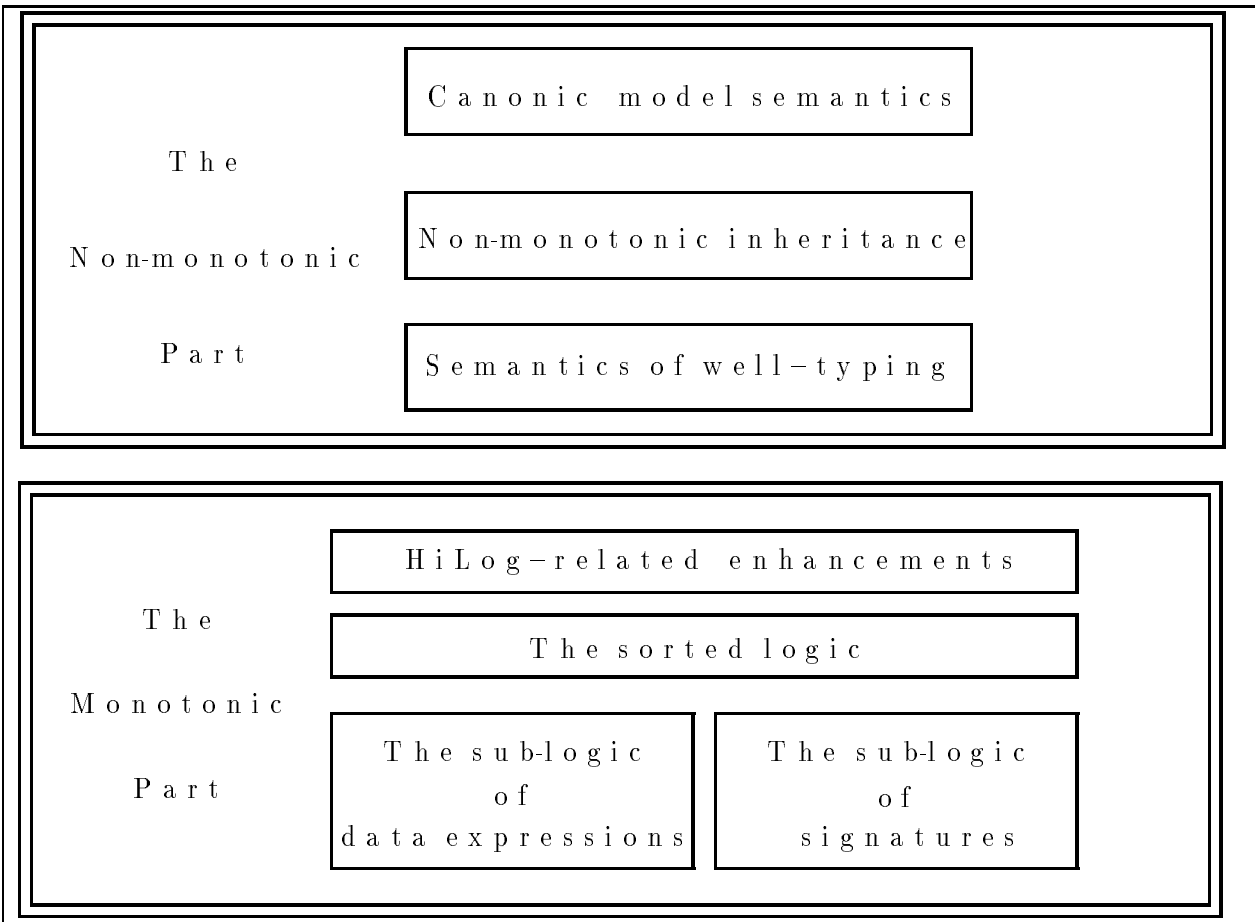 The
Non-monotonic
Part
Canonic model semantics
Non-monotonic inheritance
Semantics of well–typing
The
Monotonic
Part
HiLog–related enhancements
The sorted logic
The sub-logic
of
data expressions
The sub-logic
of
signatures